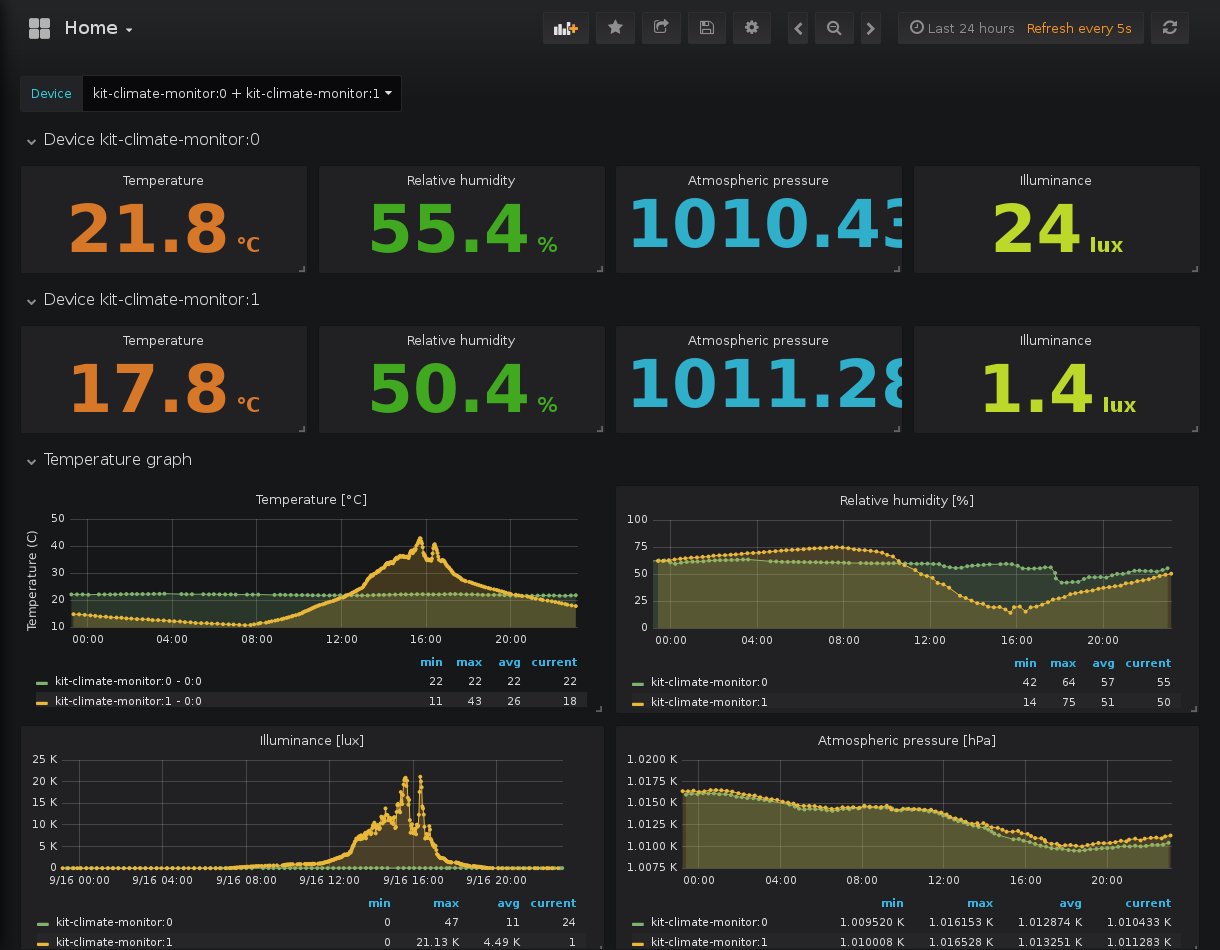 Home
Last 24 hours Refresh every 5s
Device kit-climate-monitor:0 + kit-climate-monitor:1
Device kit-climate-monitor:0
Temperature Relative humidity Atmospheric pressure Illuminance
21.8 °C 55.4 % 1010.43 24 lux
Device kit-climate-monitor:1
Temperature Relative humidity Atmospheric pressure Illuminance
17.8 °C 50.4 % 1011.28 1.4 lux
Temperature graph
Temperature [°C]
Temperature (C)
50
40
30
20
10
00:00 04:00 08:00 12:00 16:00 20:00
min max avg current
kit-climate-monitor:0 - 0:0 22 22 22 22
kit-climate-monitor:1 - 0:0 11 43 26 18
Relative humidity [%]
100
75
50
25
0
00:00 04:00 08:00 12:00 16:00 20:00
min max avg current
kit-climate-monitor:0 42 64 57 55
kit-climate-monitor:1 14 75 51 50
Illuminance [lux]
25 K
20 K
15 K
10 K
5 K
0
9/16 00:00 9/16 04:00 9/16 08:00 9/16 12:00 9/16 16:00 9/16 20:00
min max avg current
kit-climate-monitor:0 0 47 11 24
kit-climate-monitor:1 0 21.13 K 4.49 K 1
Atmospheric pressure [hPa]
1.0200 K
1.0175 K
1.0150 K
1.0125 K
1.0100 K
1.0075 K
00:00 04:00 08:00 12:00 16:00 20:00
min max avg current
kit-climate-monitor:0 1.009520 K 1.016153 K 1.012874 K 1.010433 K
kit-climate-monitor:1 1.010008 K 1.016528 K 1.013251 K 1.011283 K